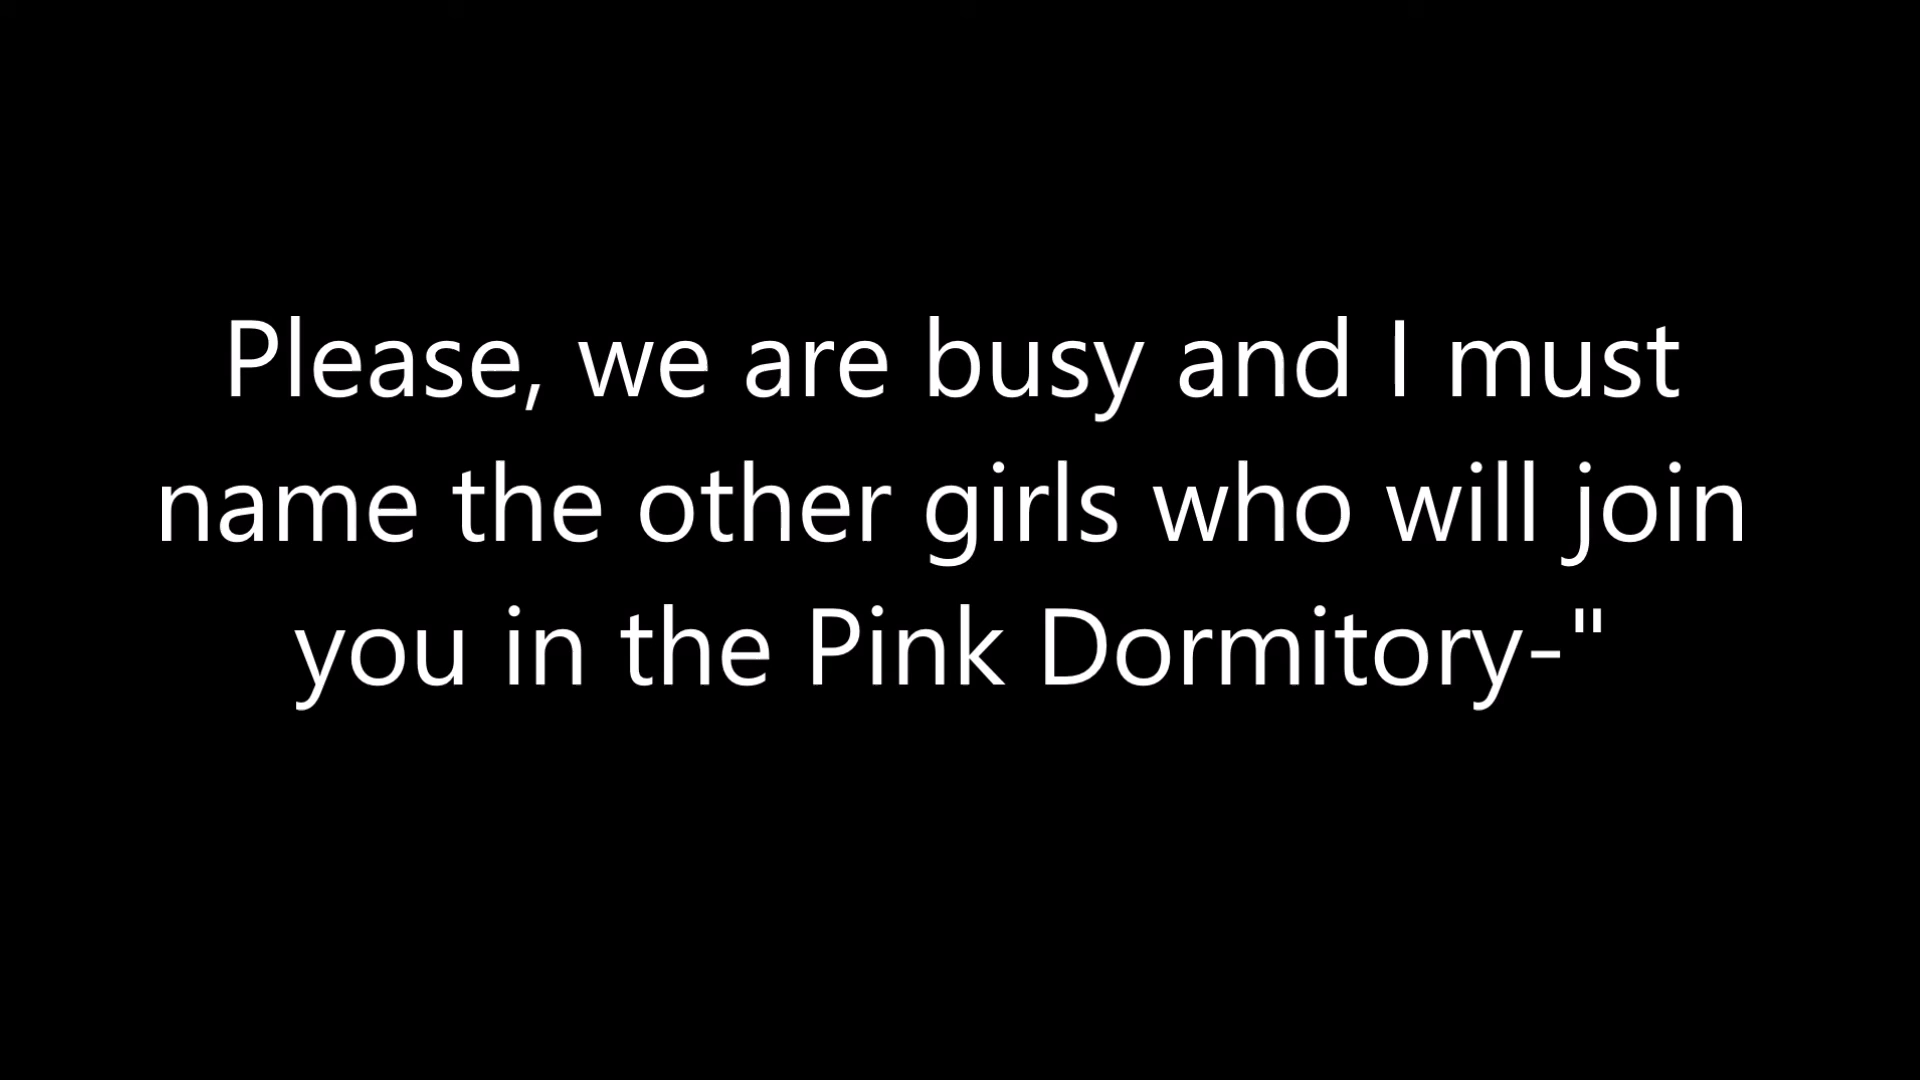 Please, we are busy and I must
name the other girls who will join
you in the Pink Dormitory-"